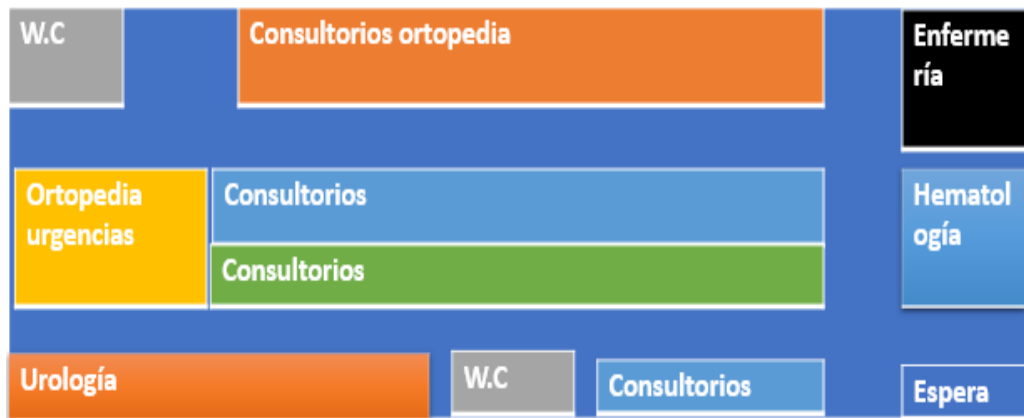 W.C
Consultorios ortopedia
Enferme
ría
Ortopedia
urgencias
Consultorios
Hematol
ogía
Consultorios
Urología
W.C
Consultorios
Espera